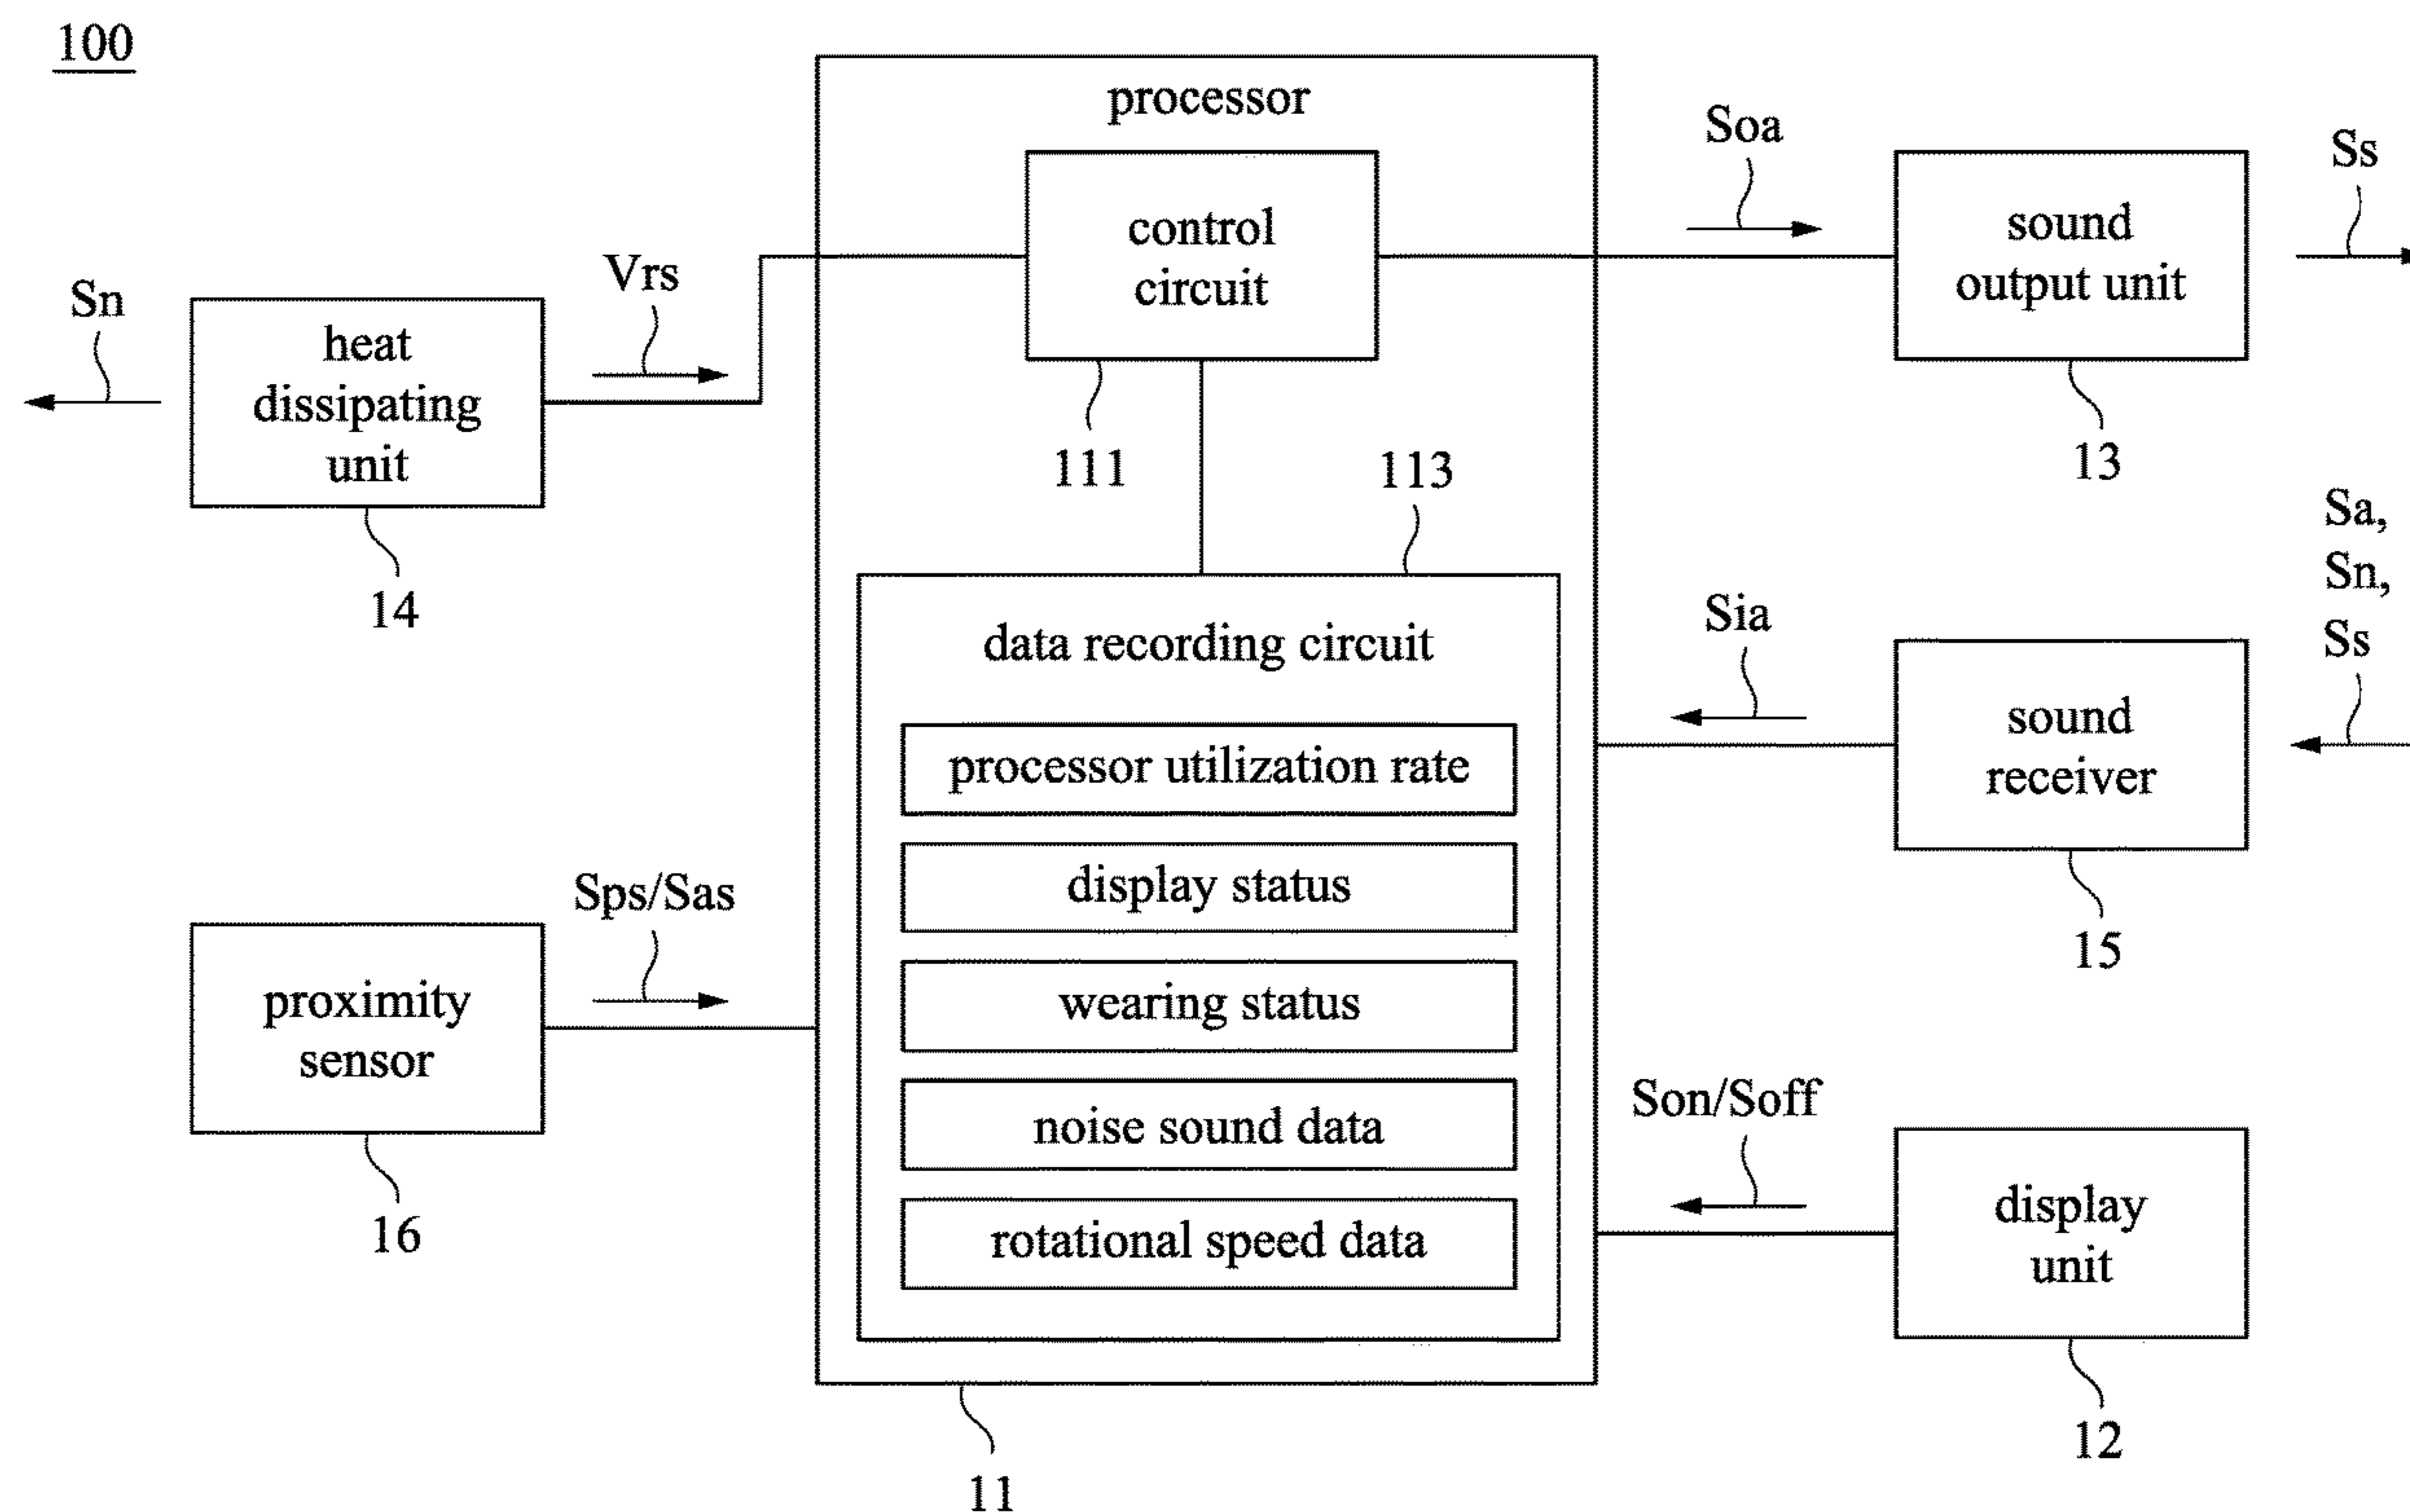 100
processor
control
circuit
111
113
data recording circuit
processor utilization rate
display status
wearing status
noise sound data
rotational speed data
11
Sn
heat
dissipating
unit
14
Vrs
proximity
sensor
16
Sps/Sas
Soa
sound
output unit
13
Ss
Sa,
Sn,
Ss
Sia
sound
receiver
15
Son/Soff
display
unit
12